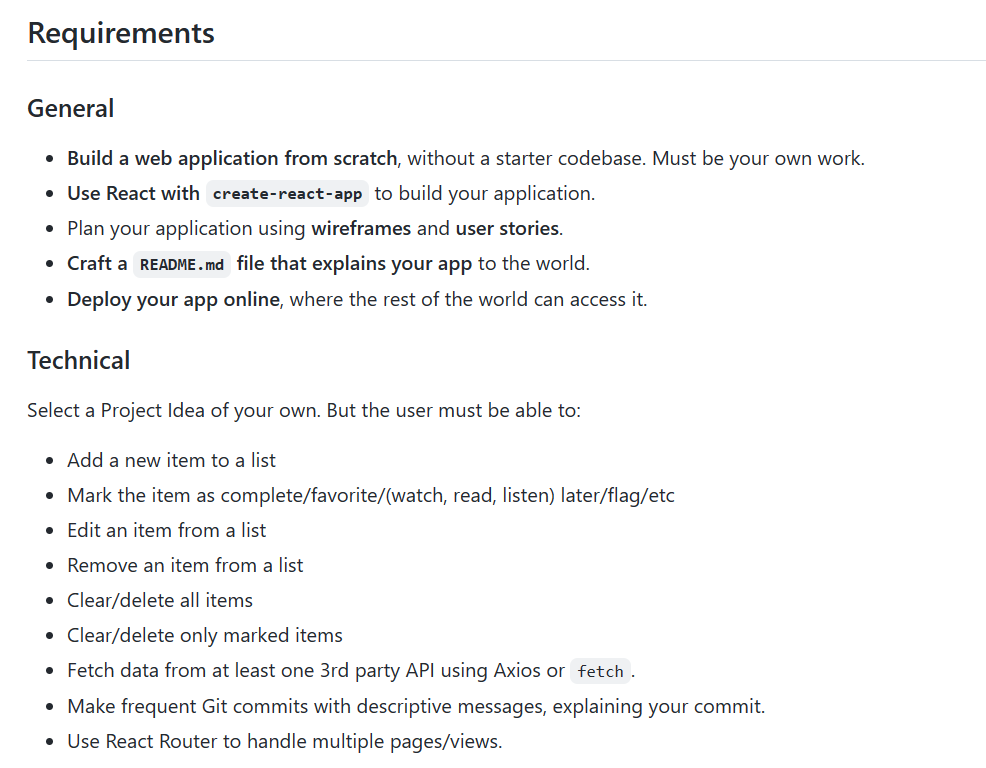 Requirements
General
Build a web application from scratch, without a starter codebase. Must be your own work.
Use React with create-react-app to build your application.
Plan your application using wireframes and user stories.
Craft a README.md file that explains your app to the world.
Deploy your app online, where the rest of the world can access it.
Technical
Select a Project Idea of your own. But the user must be able to:
Add a new item to a list
Mark the item as complete/favorite/(watch, read, listen) later/flag/etc
Edit an item from a list
Remove an item from a list
Clear/delete all items
Clear/delete only marked items
Fetch data from at least one 3rd party API using Axios or fetch.
Make frequent Git commits with descriptive messages, explaining your commit.
Use React Router to handle multiple pages/views.